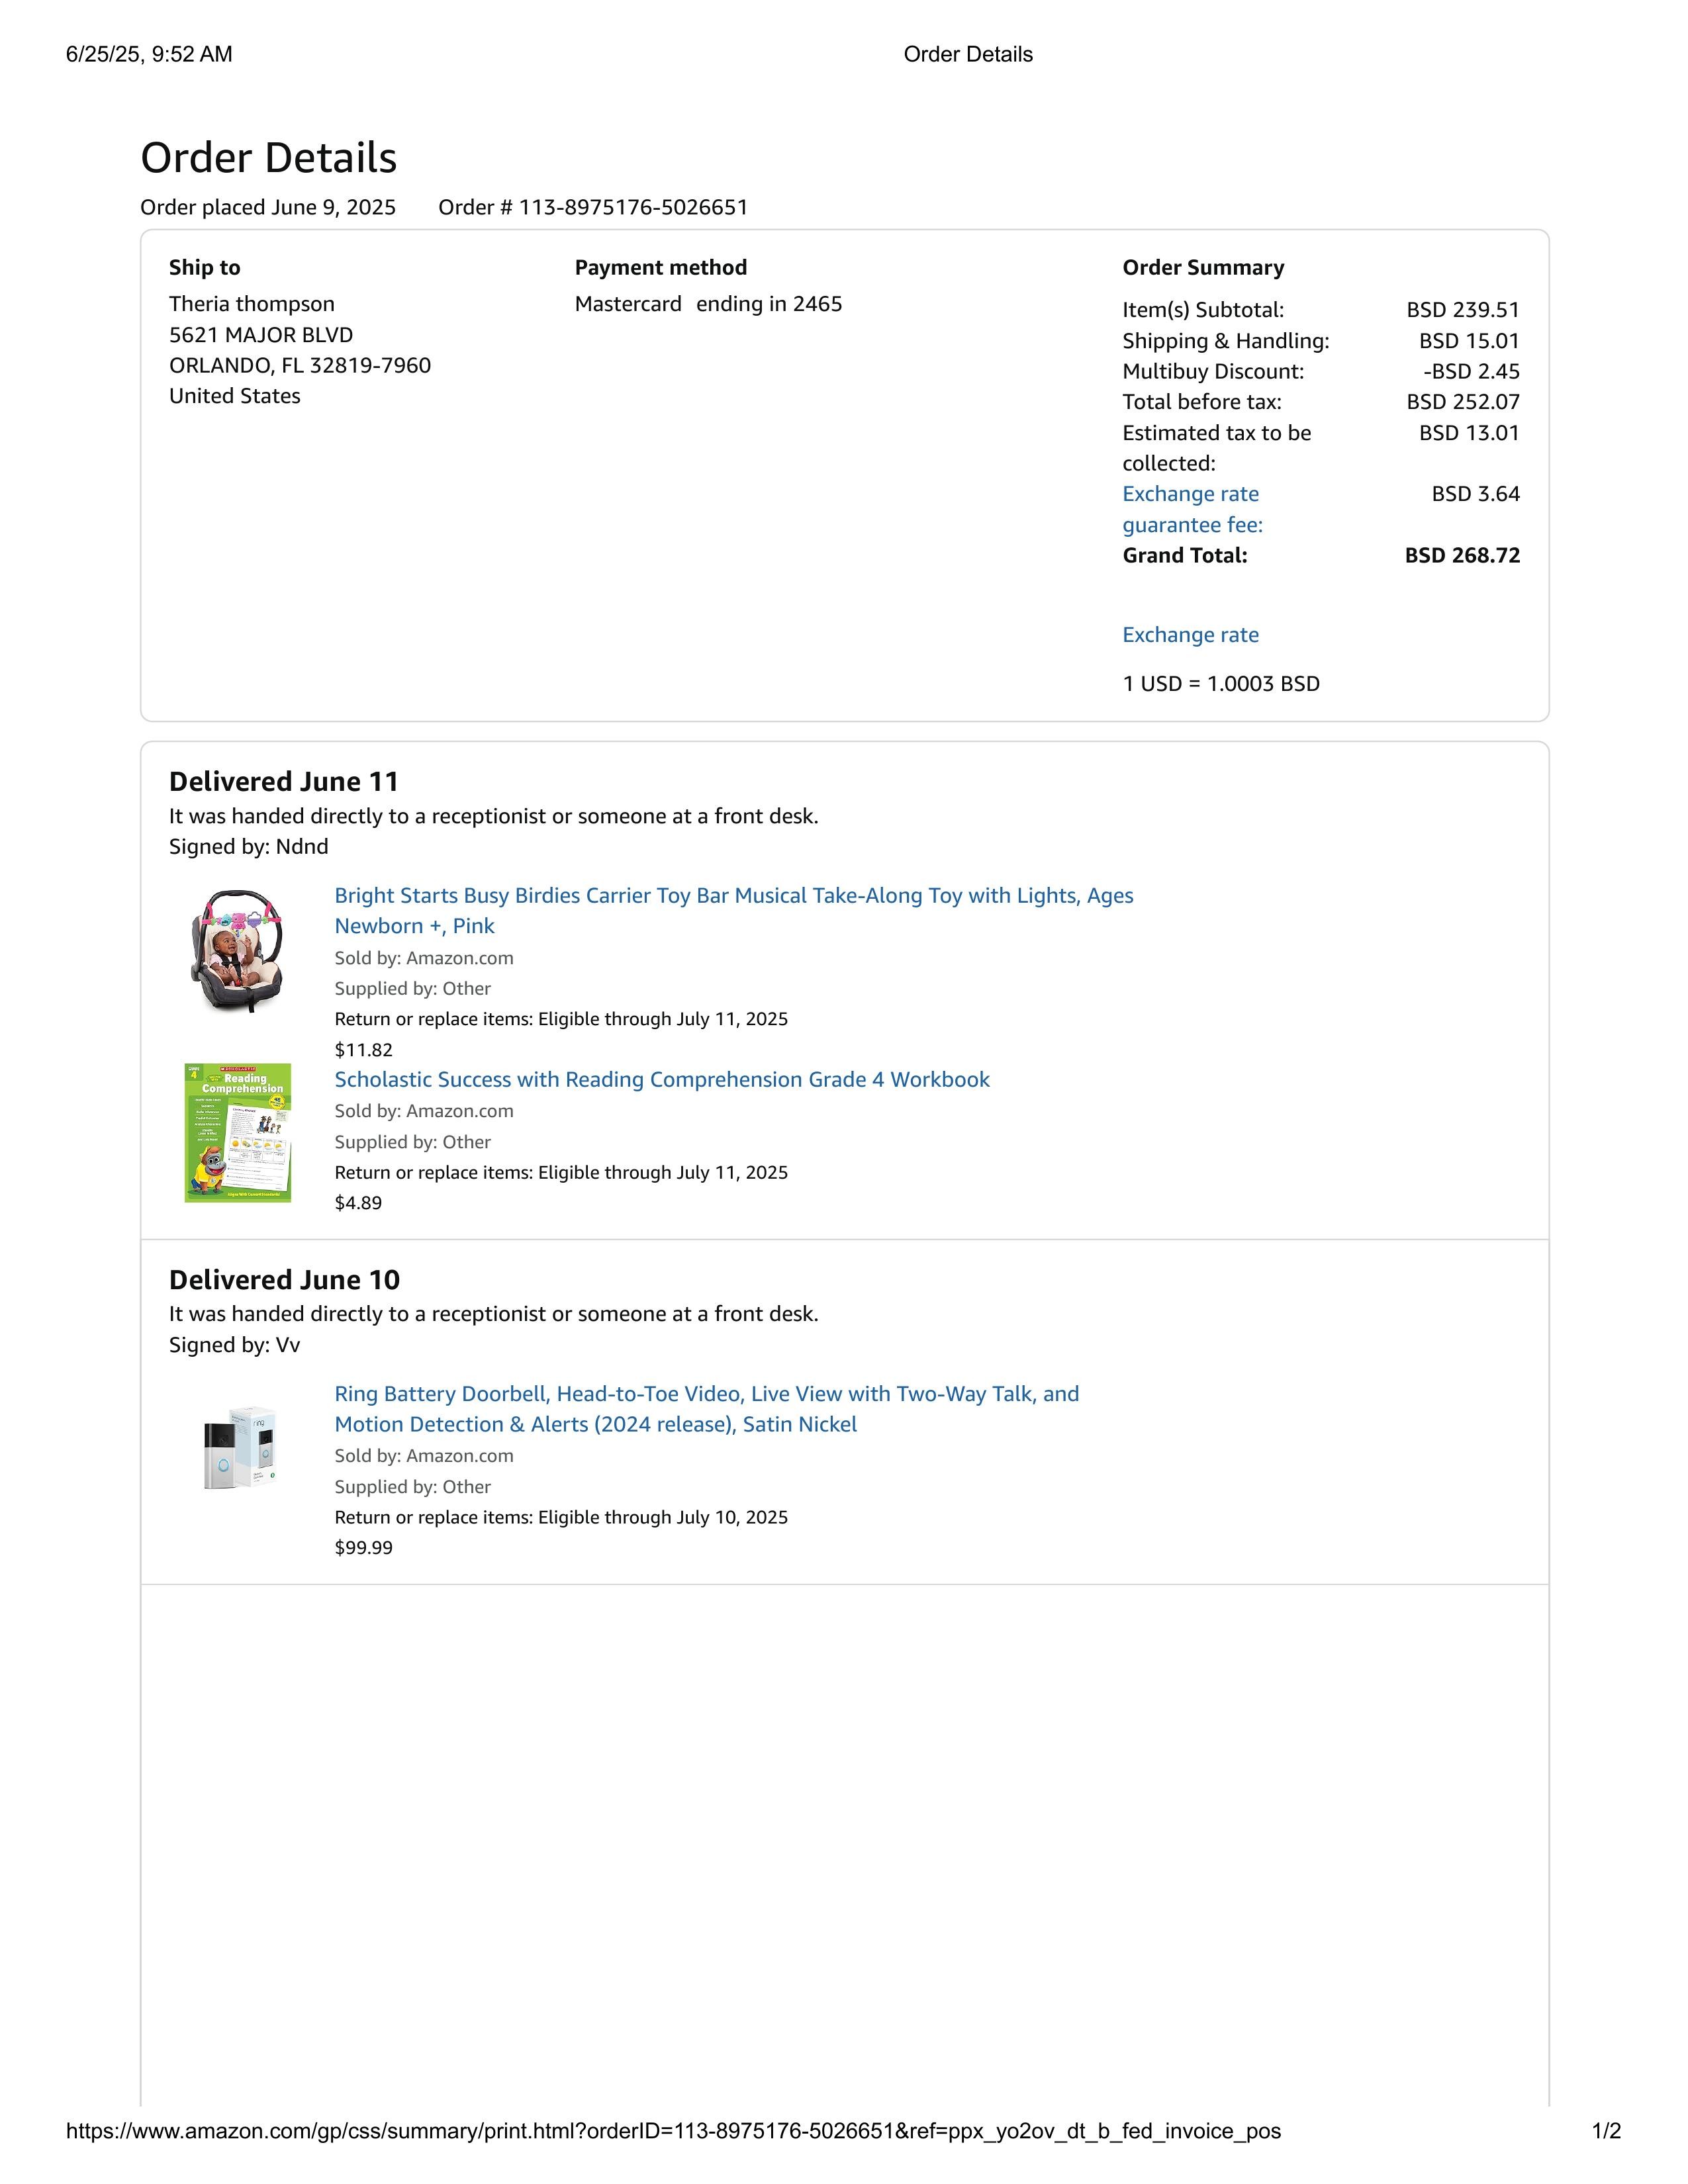 6/25/25, 9:52 AM
Order Details
Order Details
Order placed June 9, 2025 Order # 113-8975176-5026651
Ship to
Theria thompson
5621 MAJOR BLVD
ORLANDO, FL 32819-7960
United States
Payment method
Mastercard ending in 2465
Order Summary
Item(s) Subtotal: BSD 239.51
Shipping & Handling: BSD 15.01
Multibuy Discount: -BSD 2.45
Total before tax: BSD 252.07
Estimated tax to be BSD 13.01
collected:
Exchange rate BSD 3.64
guarantee fee:
Grand Total: BSD 268.72
Exchange rate
1 USD = 1.0003 BSD
Delivered June 11
It was handed directly to a receptionist or someone at a front desk.
Signed by: Ndnd
Bright Starts Busy Birdies Carrier Toy Bar Musical Take-Along Toy with Lights, Ages
Newborn +, Pink
Sold by: Amazon.com
Supplied by: Other
Return or replace items: Eligible through July 11, 2025
$11.82
4
SCHOLASTIC
Reading
Comprehension
Scholastic Success with Reading Comprehension Grade 4 Workbook
Sold by: Amazon.com
Supplied by: Other
Return or replace items: Eligible through July 11, 2025
$4.89
Delivered June 10
It was handed directly to a receptionist or someone at a front desk.
Signed by: Vv
ring
Ring Battery Doorbell, Head-to-Toe Video, Live View with Two-Way Talk, and
Motion Detection & Alerts (2024 release), Satin Nickel
Sold by: Amazon.com
Supplied by: Other
Return or replace items: Eligible through July 10, 2025
$99.99
https://www.amazon.com/gp/css/summary/print.html?orderID=113-8975176-5026651&ref=ppx_yo2ov_dt_b_fed_invoice_pos
1/2